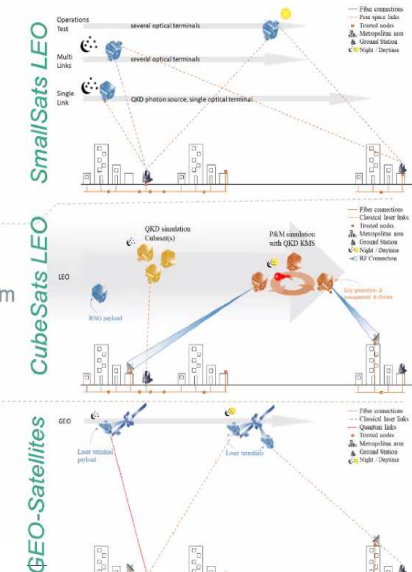 SmallSats LEO
Operations
Test
several optical terminals
Multi
Links
several optical terminals
Single
Link
QKD photon source, single optical terminal
Fiber connections
Free space links
Trusted nodes
Metropolitan area
Ground Station
Night / Daytime
CubeSats LEO
m
QKD simulation
Cubesat(s)
P&M simulation
with QKD KMS
LEO
RNG payload
Key generation &
management software
Fiber connections
Classical laser links
Trusted nodes
Metropolitan area
Ground Station
Night / Daytime
RF Connection
GEO-Satellites
GEO
Laser terminal
payload
Laser terminals
Fiber connections
Classical laser links
Quantum links
Trusted nodes
Metropolitan area
Ground Station
Night / Daytime